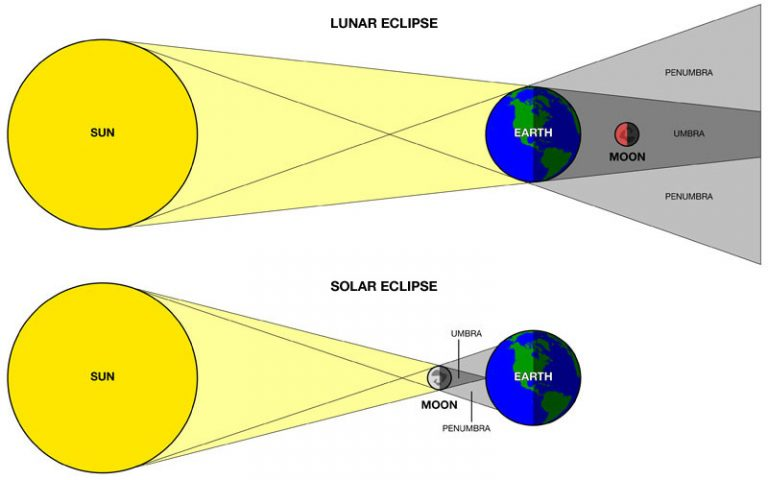 LUNAR ECLIPSE
PENUMBRA
SUN
EARTH
UMBRA
MOON
PENUMBRA
SOLAR ECLIPSE
UMBRA
SUN
EARTH
MOON
PENUMBRA